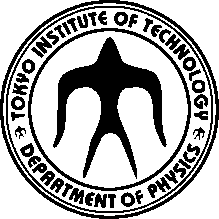 TOKYO INSTITUTE OF TECHNOLOGY
DEPARTMENT OF PHYSICS